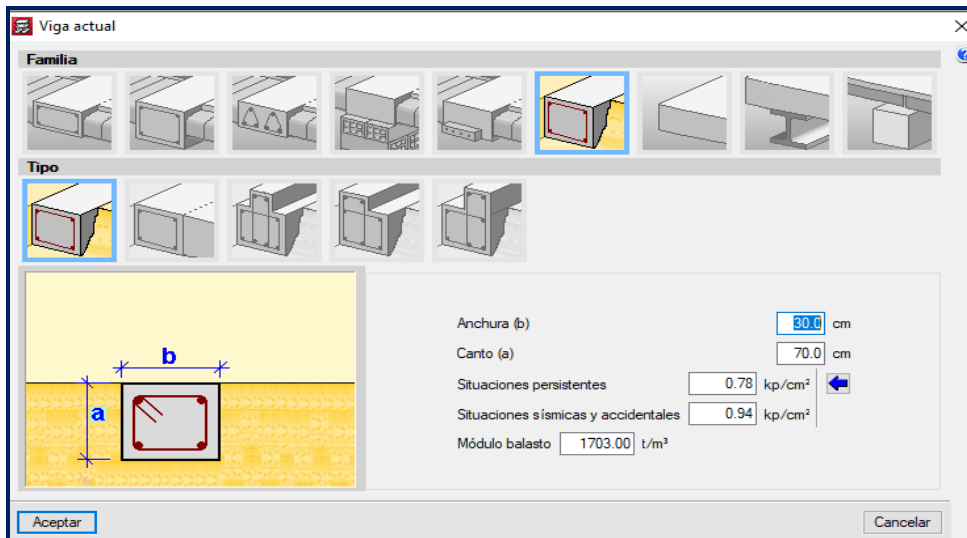 Viga actual
Familia
Tipo
b
a
Anchura (b) 30.0 cm
Canto (a) 70.0 cm
Situaciones persistentes 0.78 kp/cm²
Situaciones sísmicas y accidentales 0.94 kp/cm²
Módulo balasto 1703.00 t/m³
Aceptar Cancelar